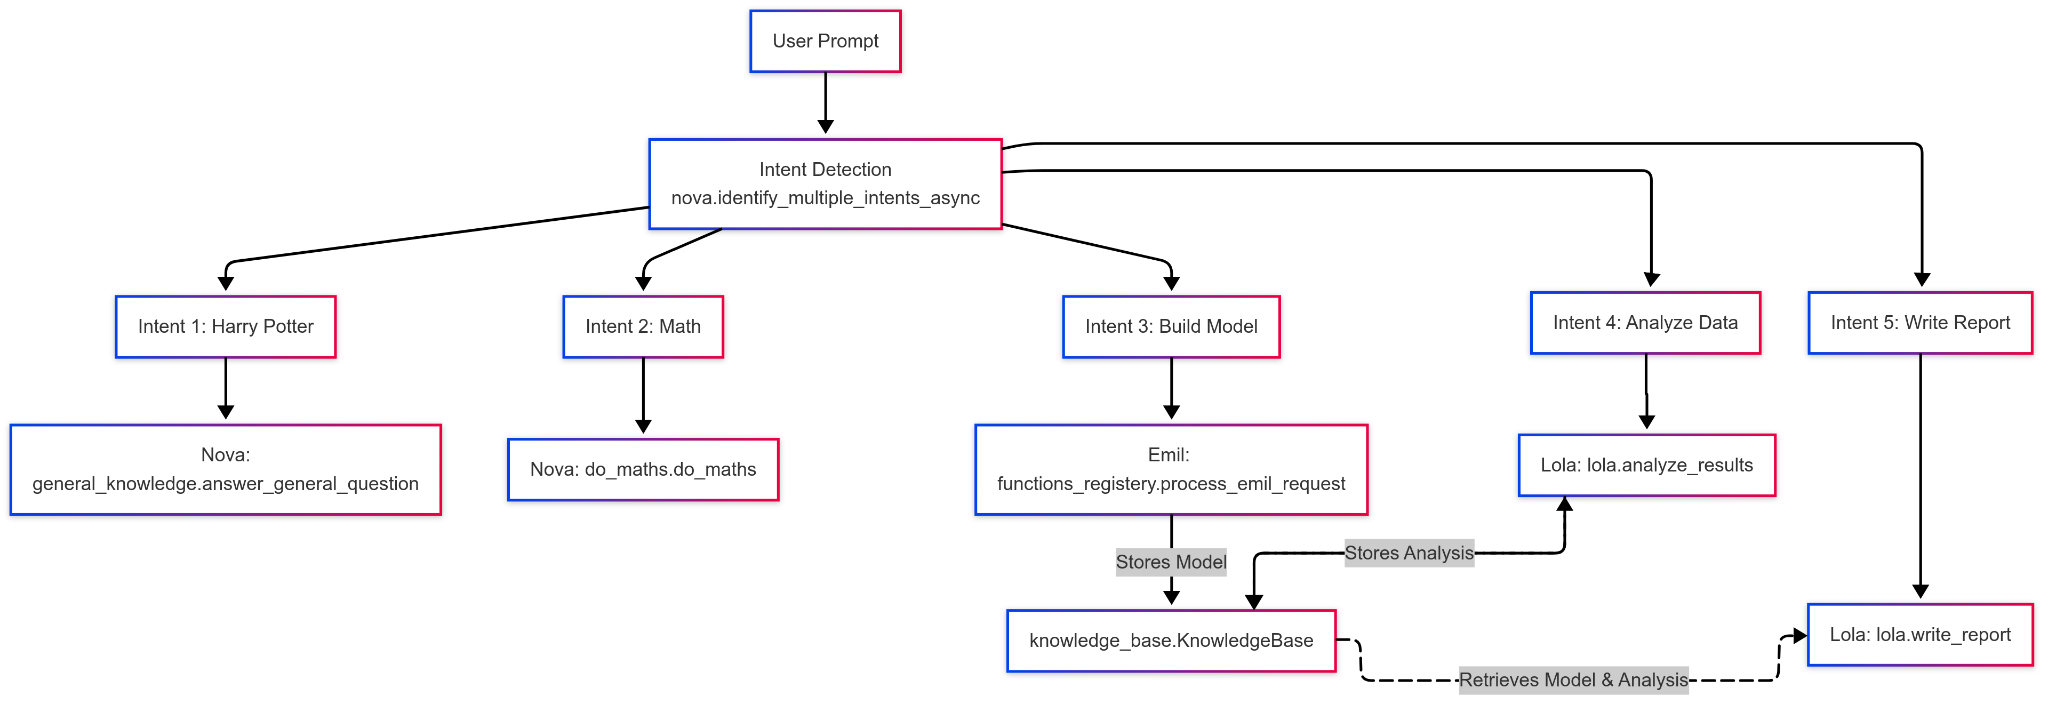 User Prompt
Intent Detection
nova.identify_multiple_intents_async
Intent 1: Harry Potter
Intent 2: Math
Intent 3: Build Model
Intent 4: Analyze Data
Intent 5: Write Report
Nova:
general_knowledge.answer_general_question
Nova: do_maths.do_maths
Emil:
functions_registery.process_emil_request
Lola: lola.analyze_results
Stores Model
Stores Analysis
knowledge_base.KnowledgeBase
Lola: lola.write_report
Retrieves Model & Analysis